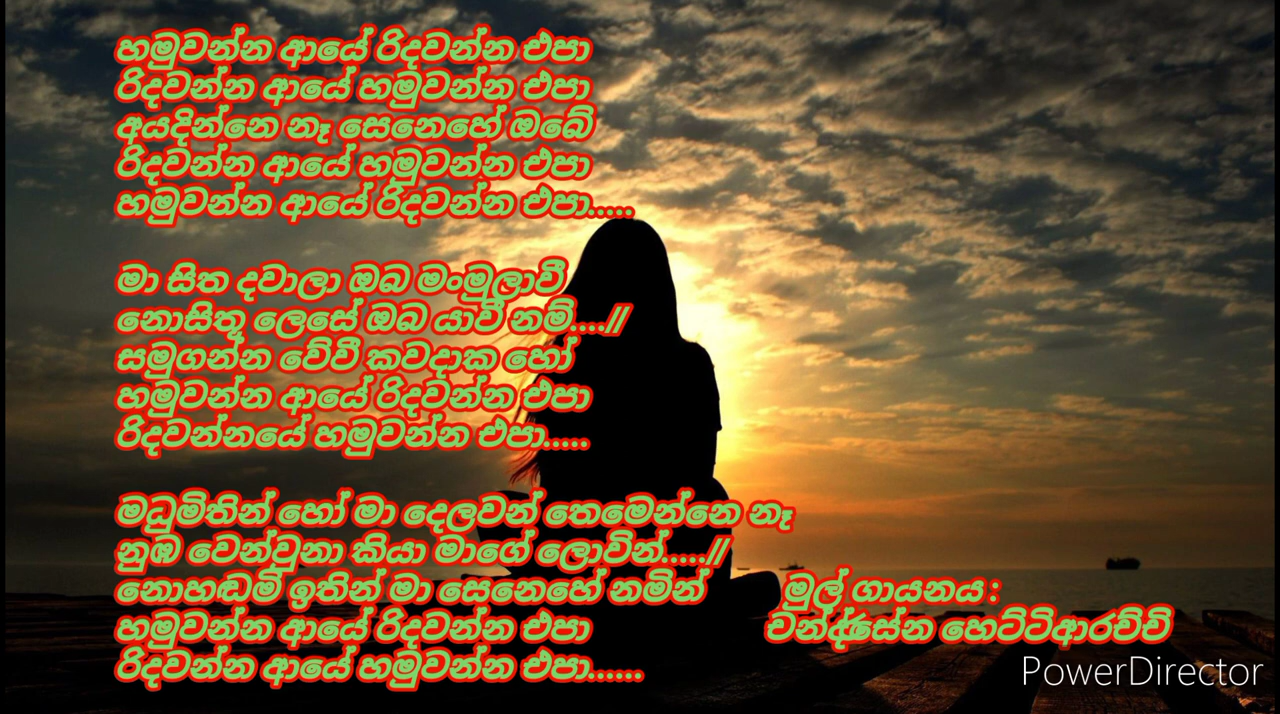 හමුවන්න ආයේ රිදවන්න එපා
රිදවන්න ආයේ හමුවන්න එපා
අයදින්නෙ නෑ සෙනෙහේ ඔබේ
රිදවන්න ආයේ හමුවන්න එපා
හමුවන්න ආයේ රිදවන්න එපා.....
මා සිත දවාලා ඔබ මංමුලාවී
නොසිතූ ලෙසේ ඔබ යාවී නම්....//
සමුගන්න වේවී කවදාක හෝ
හමුවන්න ආයේ රිදවන්න එපා
රිදවන්නයේ හමුවන්න එපා.....
මධුමිතින් හෝ මා දෙලවන් තෙමෙන්නෙ නෑ
නුඹ වෙන්වුනා කියා මාගේ ලොවින්.....//
නොහඬමි ඉතින් මා සෙනෙහේ නමින්
හමුවන්න ආයේ රිදවන්න එපා
රිදවන්න ආයේ හමුවන්න එපා......
මුල් ගායනය :
චන්ද්‍රසේන හෙට්ටිආරච්චි
PowerDirector